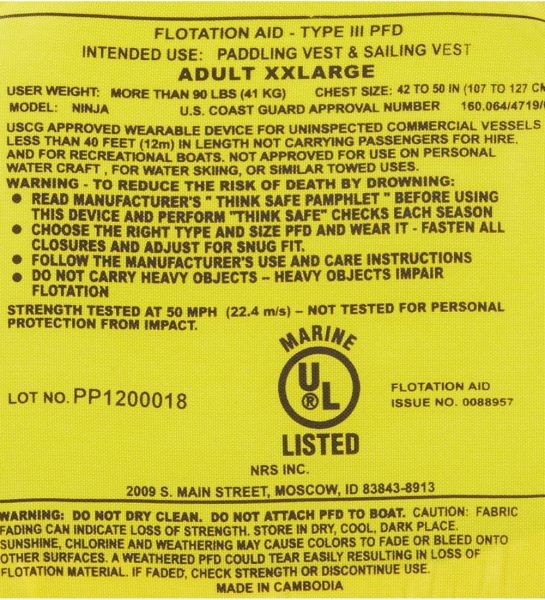 FLOTATION AID - TYPE III PFD
INTENDED USE: PADDLING VEST & SAILING VEST
ADULT XXLARGE
USER WEIGHT: MORE THAN 90 LBS (41 KG) CHEST SIZE: 42 TO 50 IN (107 TO 127 CM
MODEL: NINJA U.S. COAST GUARD APPROVAL NUMBER 160.064/4719/
USCG APPROVED WEARABLE DEVICE FOR UNINSPECTED COMMERCIAL VESSELS
LESS THAN 40 FEET (12m) IN LENGTH NOT CARRYING PASSENGERS FOR HIRE,
AND FOR RECREATIONAL BOATS. NOT APPROVED FOR USE ON PERSONAL
WATER CRAFT , FOR WATER SKIING, OR SIMILAR TOWED USES.
WARNING - TO REDUCE THE RISK OF DEATH BY DROWNING:
● READ MANUFACTURER'S " THINK SAFE PAMPHLET " BEFORE USING
THIS DEVICE AND PERFORM "THINK SAFE" CHECKS EACH SEASON
● CHOOSE THE RIGHT TYPE AND SIZE PFD AND WEAR IT - FASTEN ALL
CLOSURES AND ADJUST FOR SNUG FIT.
● FOLLOW THE MANUFACTURER'S USE AND CARE INSTRUCTIONS
● DO NOT CARRY HEAVY OBJECTS – HEAVY OBJECTS IMPAIR
FLOTATION
STRENGTH TESTED AT 50 MPH (22.4 m/s) – NOT TESTED FOR PERSONAL
PROTECTION FROM IMPACT.
MARINE
UL
®
LISTED
LOT NO. PP1200018
FLOTATION AID
ISSUE NO. 0088957
NRS INC.
2009 S. MAIN STREET, MOSCOW, ID 83843-8913
WARNING: DO NOT DRY CLEAN. DO NOT ATTACH PFD TO BOAT. CAUTION: FABRIC
FADING CAN INDICATE LOSS OF STRENGTH. STORE IN DRY, COOL, DARK PLACE.
SUNSHINE, CHLORINE AND WEATHERING MAY CAUSE COLORS TO FADE OR BLEED ONTO
OTHER SURFACES. A WEATHERED PFD COULD TEAR EASILY RESULTING IN LOSS OF
FLOTATION MATERIAL. IF FADED, CHECK STRENGTH OR DISCONTINUE USE.
MADE IN CAMBODIA